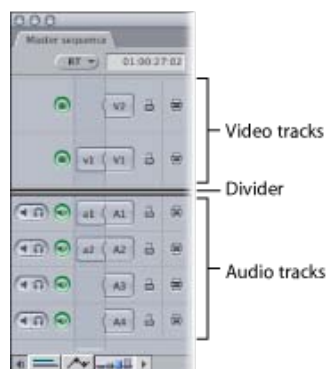 Master sequence
RT 01:00:27:02
V2
Video tracks
v1 V1
Divider
a1 A1
a2 A2
Audio tracks
A3
A4